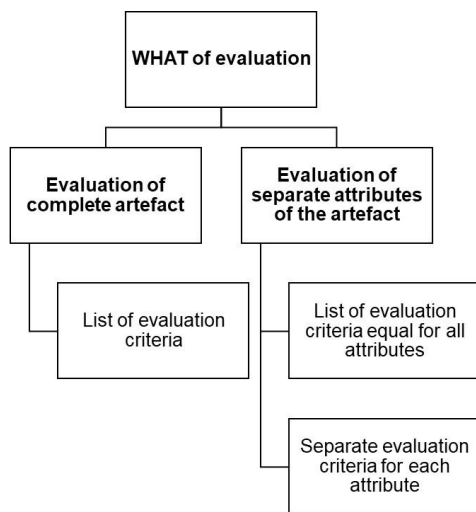 WHAT of evaluation
Evaluation of
complete artefact
Evaluation of
separate attributes
of the artefact
List of evaluation
criteria
List of evaluation
criteria equal for all
attributes
Separate evaluation
criteria for each
attribute